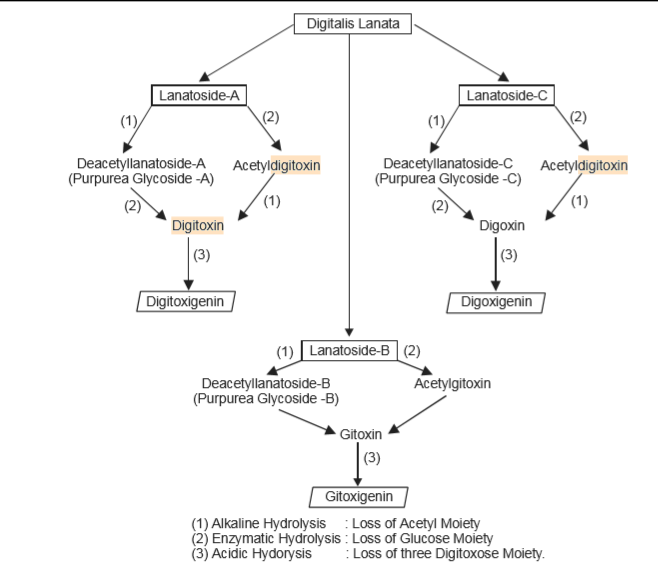 Digitalis Lanata
Lanatoside-A
Lanatoside-C
(1)
(2)
(1)
(2)
Deacetyllanatoside-A
(Purpurea Glycoside -A)
Acetyldigitoxin
Deacetyllanatoside-C
(Purpurea Glycoside -C)
Acetyldigitoxin
(2)
(1)
(2)
(1)
Digitoxin
Digoxin
(3)
(3)
Digitoxigenin
Digoxigenin
(1)
Lanatoside-B
(2)
Deacetyllanatoside-B
(Purpurea Glycoside -B)
Acetylgitoxin
Gitoxin
(3)
Gitoxigenin
(1) Alkaline Hydrolysis : Loss of Acetyl Moiety
(2) Enzymatic Hydrolysis : Loss of Glucose Moiety
(3) Acidic Hydorysis : Loss of three Digitoxose Moiety.